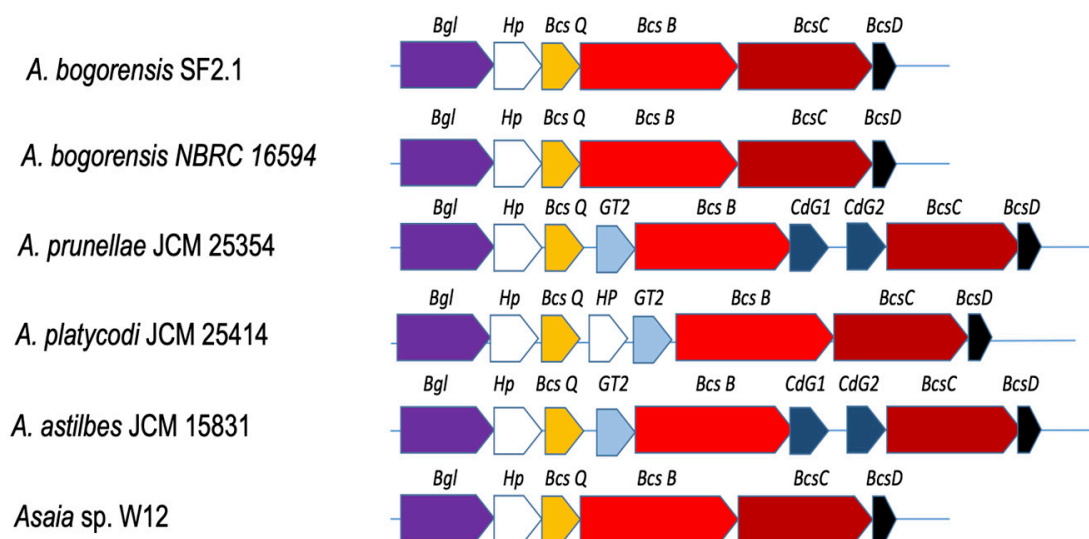 Bgl Hp Bcs Q Bcs B BcsC BcsD
A. bogorensis SF2.1
Bgl Hp Bcs Q Bcs B BcsC BcsD
A. bogorensis NBRC 16594
Bgl Hp Bcs Q GT2 Bcs B CdG1 CdG2 BcsC BcsD
A. prunellae JCM 25354
Bgl Hp Bcs Q HP GT2 Bcs B BcsC BcsD
A. platycodi JCM 25414
Bgl Hp Bcs Q GT2 Bcs B CdG1 CdG2 BcsC BcsD
A. astilbes JCM 15831
Bgl Hp Bcs Q Bcs B BcsC BcsD
Asaia sp. W12